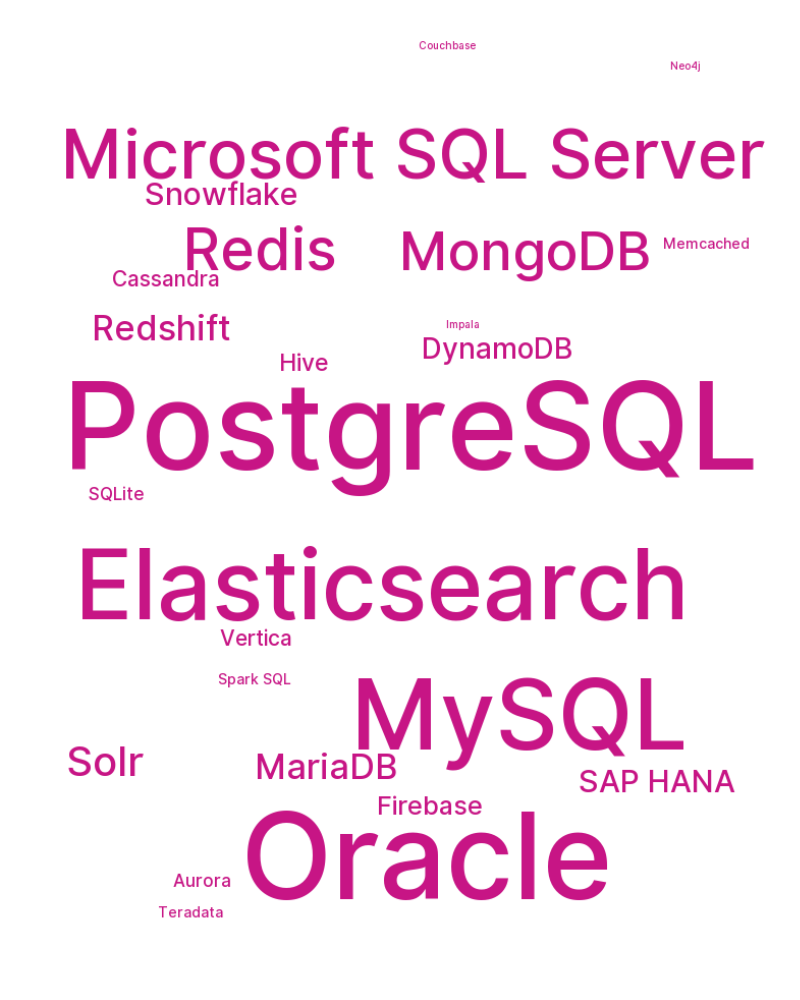 Couchbase
Neo4j
Microsoft SQL Server
Snowflake
Redis MongoDB Memcached
Cassandra
Redshift Impala
DynamoDB
Hive
PostgreSQL
SQLite
Elasticsearch
Vertica
Spark SQL
MySQL
Solr MariaDB SAP HANA
Firebase
Oracle
Aurora
Teradata